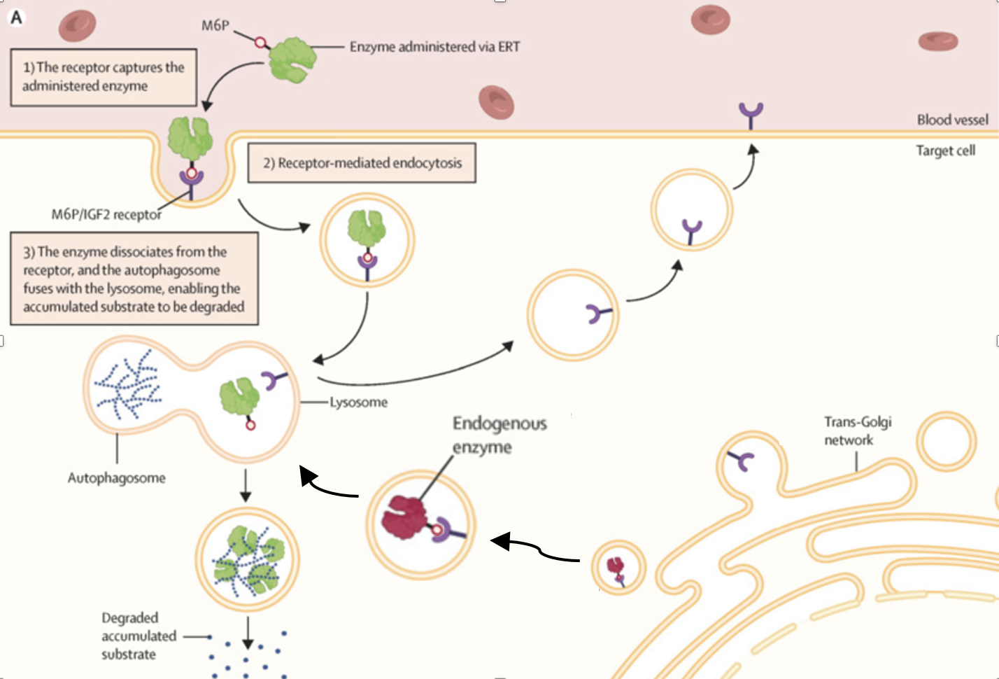 A
M6P
Enzyme administered via ERT
1) The receptor captures the
administered enzyme
Blood vessel
Target cell
2) Receptor-mediated endocytosis
M6P/IGF2 receptor
3) The enzyme dissociates from the
receptor, and the autophagosome
fuses with the lysosome, enabling the
accumulated substrate to be degraded
Lysosome
Endogenous
enzyme
Trans-Golgi
network
Autophagosome
Degraded
accumulated
substrate